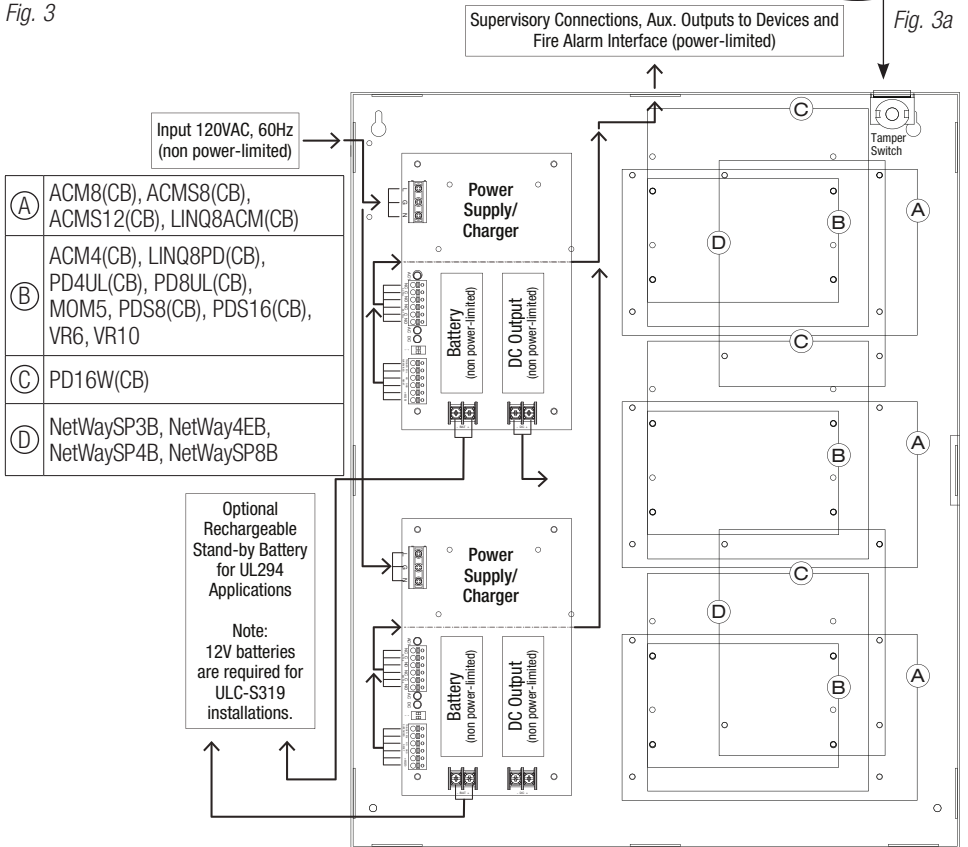 Fig. 3
Supervisory Connections, Aux. Outputs to Devices and
Fire Alarm Interface (power-limited)
Fig. 3a
Input 120VAC, 60Hz
(non power-limited)
Tamper
Switch
A ACM8(CB), ACMS8(CB),
ACMS12(CB), LINQ8ACM(CB)
B ACM4(CB), LINQ8PD(CB),
PD4UL(CB), PD8UL(CB),
MOM5, PDS8(CB), PDS16(CB),
VR6, VR10
C PD16W(CB)
D NetWaySP3B, NetWay4EB,
NetWaySP4B, NetWaySP8B
Power
Supply/
Charger
L
G
N
Battery
(non power-limited)
DC Output
(non power-limited)
- BAT +
- DC +
Optional
Rechargeable
Stand-by Battery
for UL294
Applications
Note:
12V batteries
are required for
ULC-S319
installations.
Power
Supply/
Charger
L
G
N
Battery
(non power-limited)
DC Output
(non power-limited)
- BAT +
- DC +
C
A
B
D
C
A
B
C
D
A
B